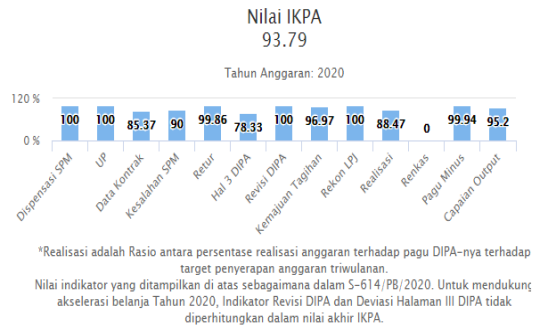 Nilai IKPA
93.79
Tahun Anggaran: 2020
120 %
0 %
100
100
85.37
90
99.86
78.33
100
96.97
100
88.47
0
99.94
95.2
Dispensasi SPM
UP
Data Kontrak
Kesalahan SPM
Retur
Hal 3 DIPA
Revisi DIPA
Kemajuan Tagihan
Rekon LPJ
Realisasi
Renkas
Pagu Minus
Capaian Output
*Realisasi adalah Rasio antara persentase realisasi anggaran terhadap pagu DIPA-nya terhadap
target penyerapan anggaran triwulanan.
Nilai indikator yang ditampilkan di atas sebagaimana dalam S-614/PB/2020. Untuk mendukung
akselerasi belanja Tahun 2020, Indikator Revisi DIPA dan Deviasi Halaman III DIPA tidak
diperhitungkan dalam nilai akhir IKPA.